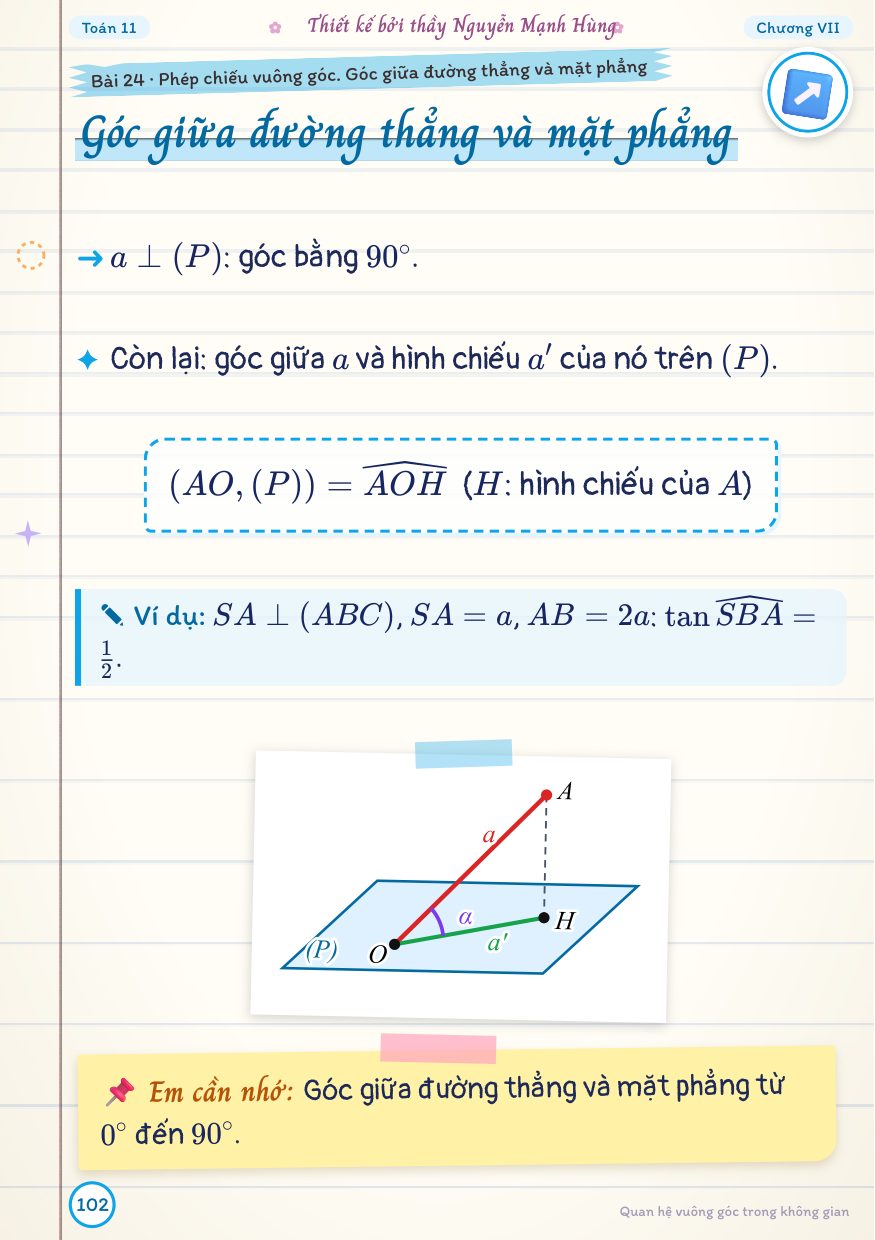 Toán 11
Thiết kế bởi thầy Nguyễn Mạnh Hùng
Chương VII
Bài 24 · Phép chiếu vuông góc. Góc giữa đường thẳng và mặt phẳng
Góc giữa đường thẳng và mặt phẳng
➜ a ⊥ (P): góc bằng 90°.
✦ Còn lại: góc giữa a và hình chiếu a′ của nó trên (P).
(AO, (P)) = \widehat{AOH} (H: hình chiếu của A)
✏ Ví dụ: SA ⊥ (ABC), SA = a, AB = 2a: tan \widehat{SBA} =
1/2.
A
a
α
H
a′
(P)
O
📌 Em cần nhớ: Góc giữa đường thẳng và mặt phẳng từ
0° đến 90°.
102
Quan hệ vuông góc trong không gian